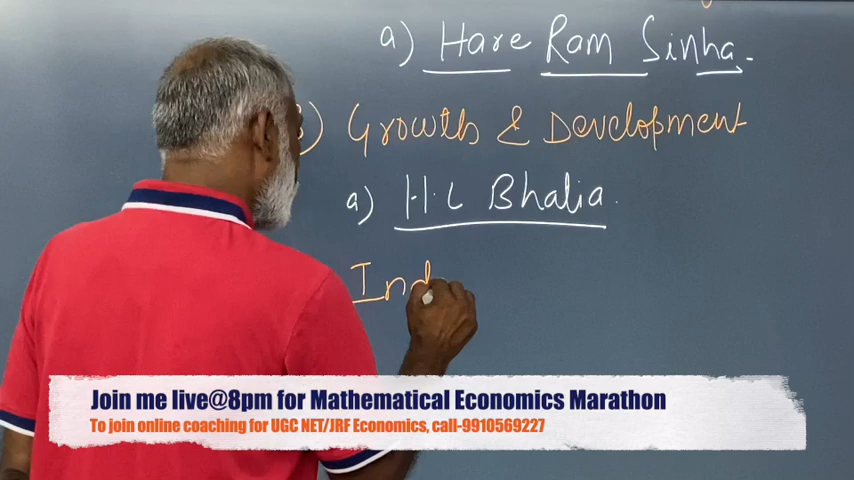 a) Hare Ram Sinha.
) Growth & Development
a) H.L Bhalia.
Ind
Join me live@8pm for Mathematical Economics Marathon
To join online coaching for UGC NET/JRF Economics, call-9910569227